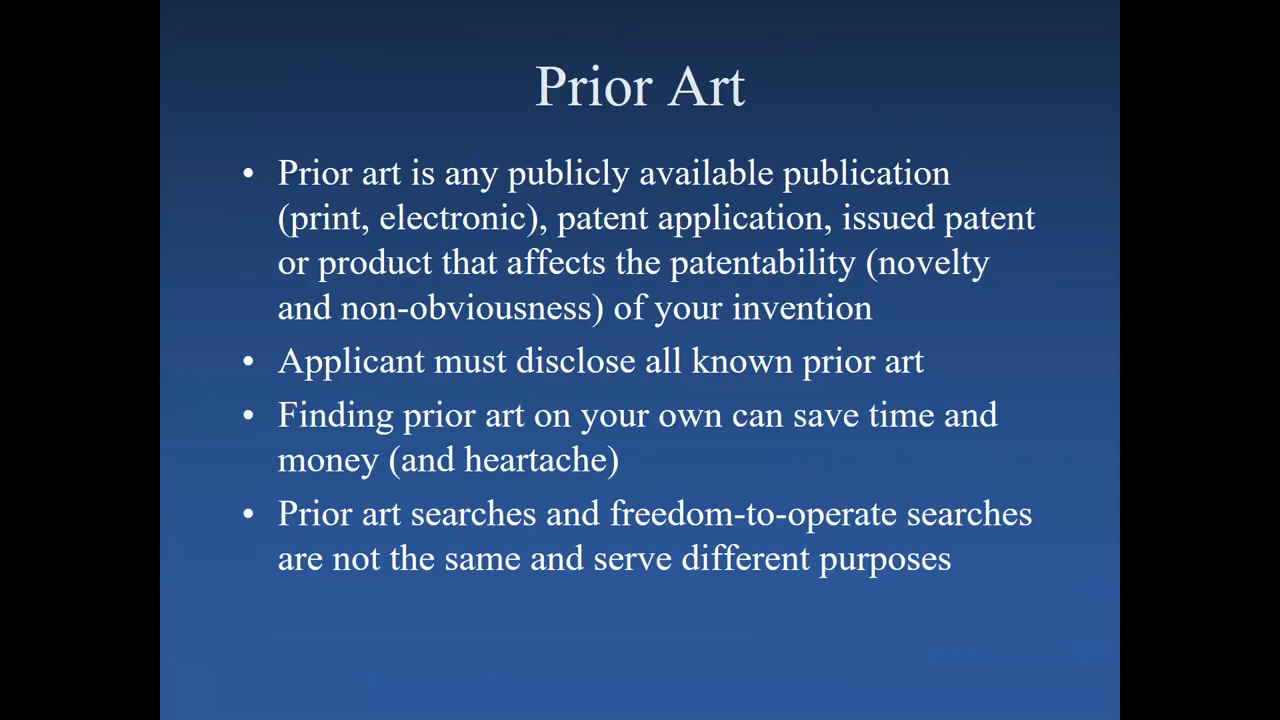 Prior Art
• Prior art is any publicly available publication
(print, electronic), patent application, issued patent
or product that affects the patentability (novelty
and non-obviousness) of your invention
• Applicant must disclose all known prior art
• Finding prior art on your own can save time and
money (and heartache)
• Prior art searches and freedom-to-operate searches
are not the same and serve different purposes